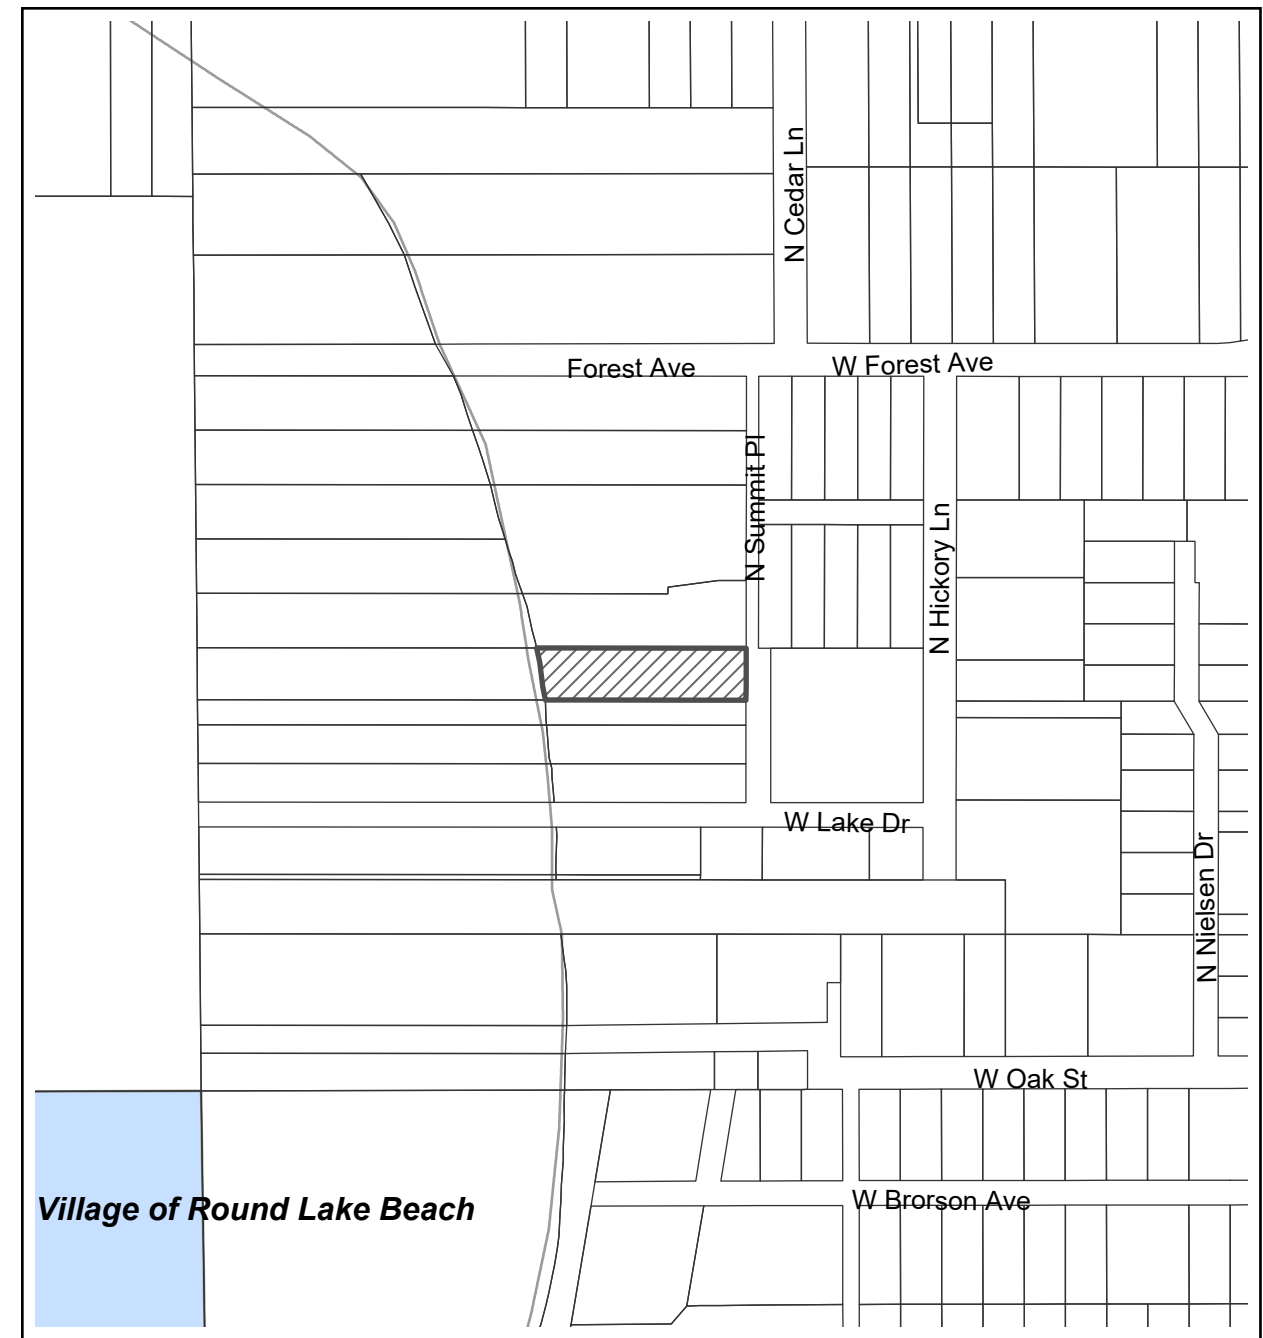 N Cedar Ln
Forest Ave
W Forest Ave
N Summit Pl
N Hickory Ln
W Lake Dr
N Nielsen Dr
W Oak St
W Brorson Ave
Village of Round Lake Beach